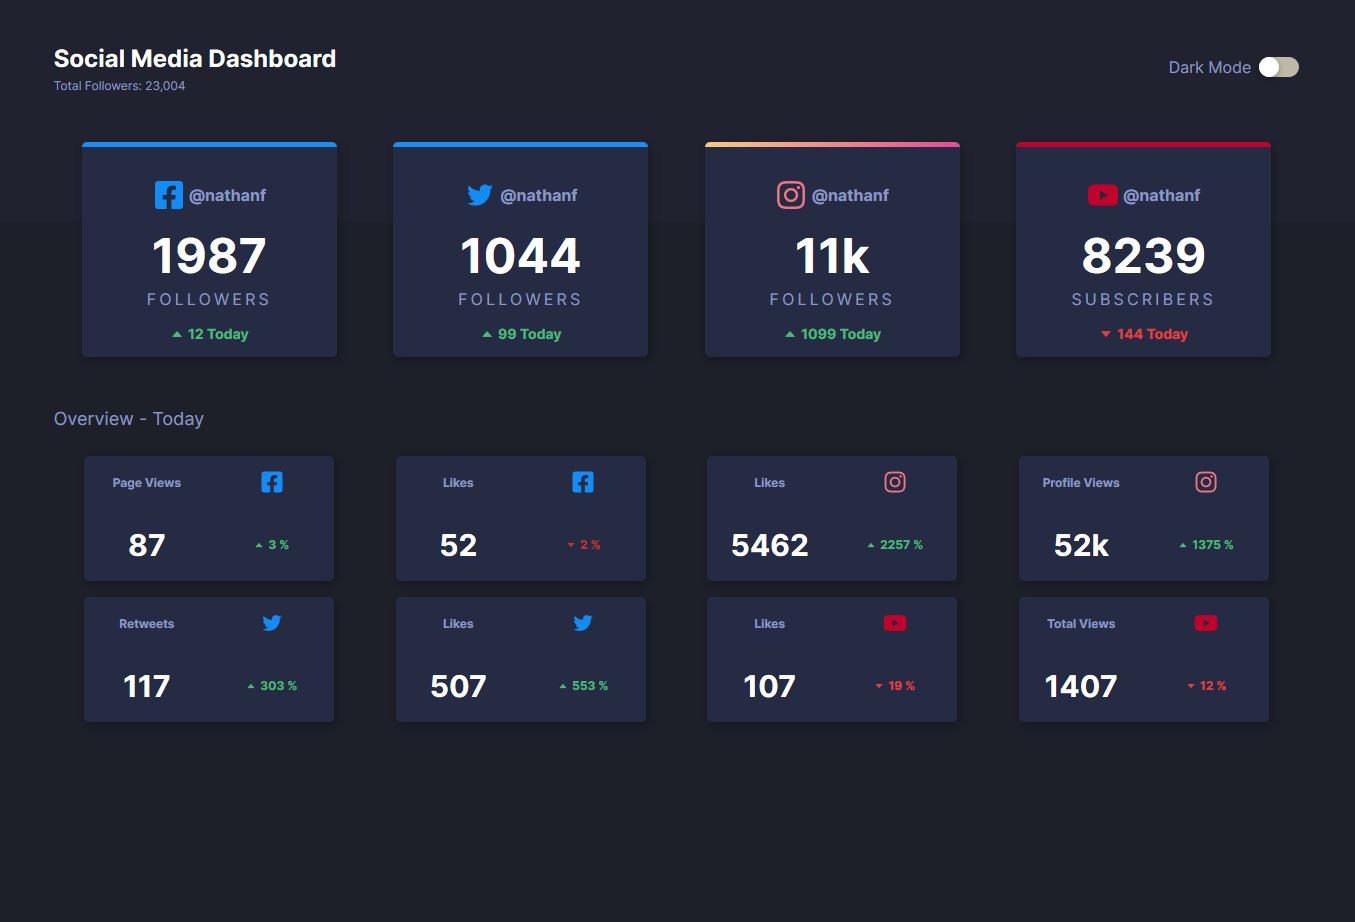 Social Media Dashboard
Total Followers: 23,004
Dark Mode
@nathanf
1987
FOLLOWERS
12 Today
@nathanf
1044
FOLLOWERS
99 Today
@nathanf
11k
FOLLOWERS
1099 Today
@nathanf
8239
SUBSCRIBERS
144 Today
Overview - Today
Page Views
87
3 %
Likes
52
2 %
Likes
5462
2257 %
Profile Views
52k
1375 %
Retweets
117
303 %
Likes
507
553 %
Likes
107
19 %
Total Views
1407
12 %